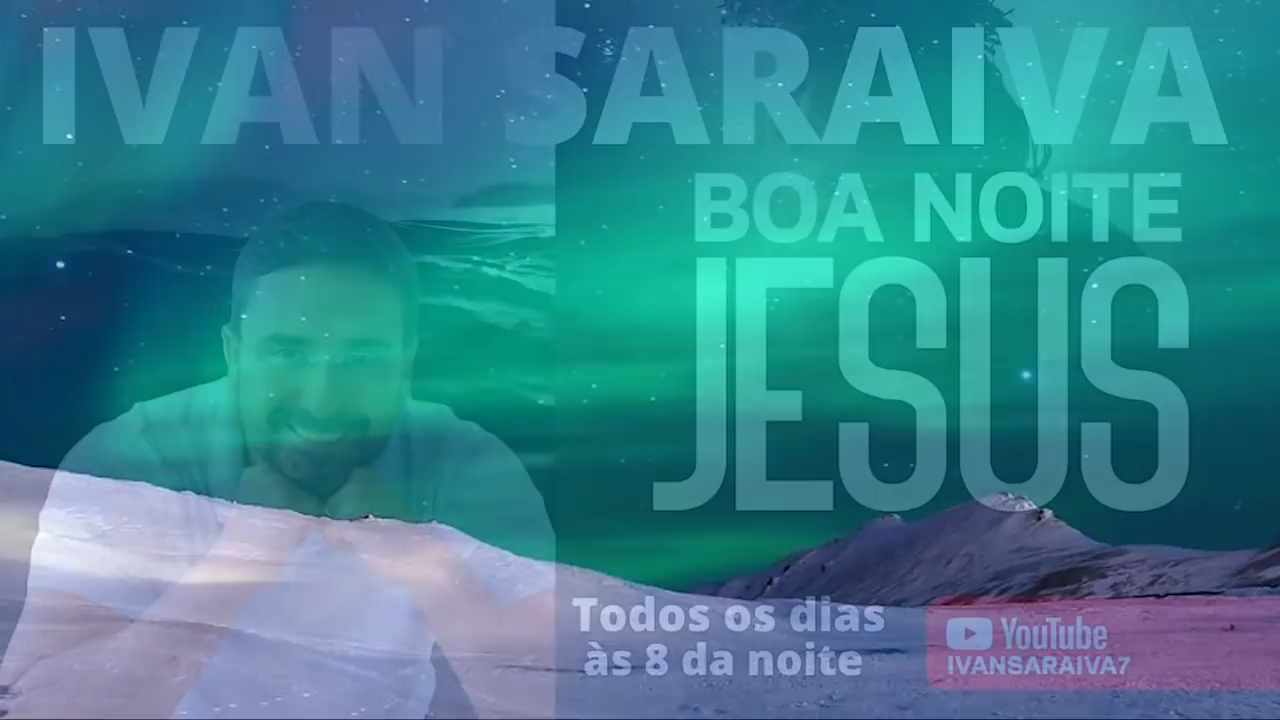 IVAN SARAIVA
BOA NOITE
JESUS
Todos os dias
às 8 da noite
YouTube
IVANSARAIVA7